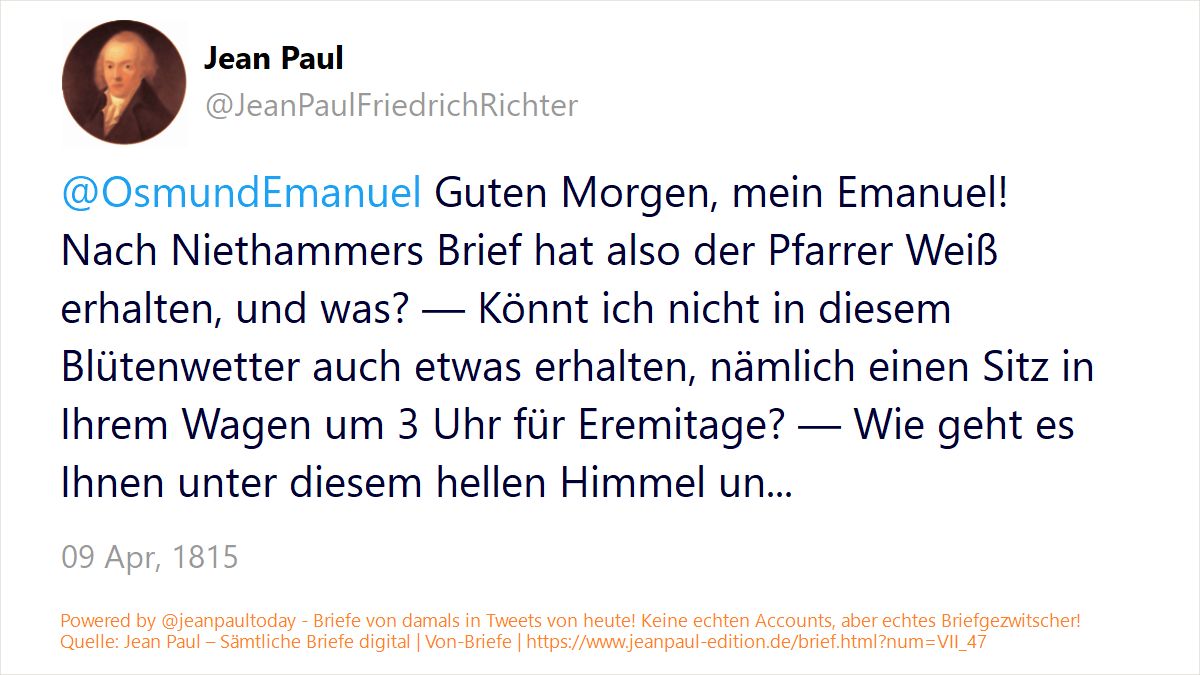 Jean Paul
@JeanPaulFriedrichRichter
@OsmundEmanuel Guten Morgen, mein Emanuel!
Nach Niethammers Brief hat also der Pfarrer Weiß
erhalten, und was? — Könnt ich nicht in diesem
Blütenwetter auch etwas erhalten, nämlich einen Sitz in
Ihrem Wagen um 3 Uhr für Eremitage? — Wie geht es
Ihnen unter diesem hellen Himmel un...
09 Apr, 1815
Powered by @jeanpaultoday - Briefe von damals in Tweets von heute! Keine echten Accounts, aber echtes Briefgezwitscher!
Quelle: Jean Paul – Sämtliche Briefe digital | Von-Briefe | https://www.jeanpaul-edition.de/brief.html?num=VII_47